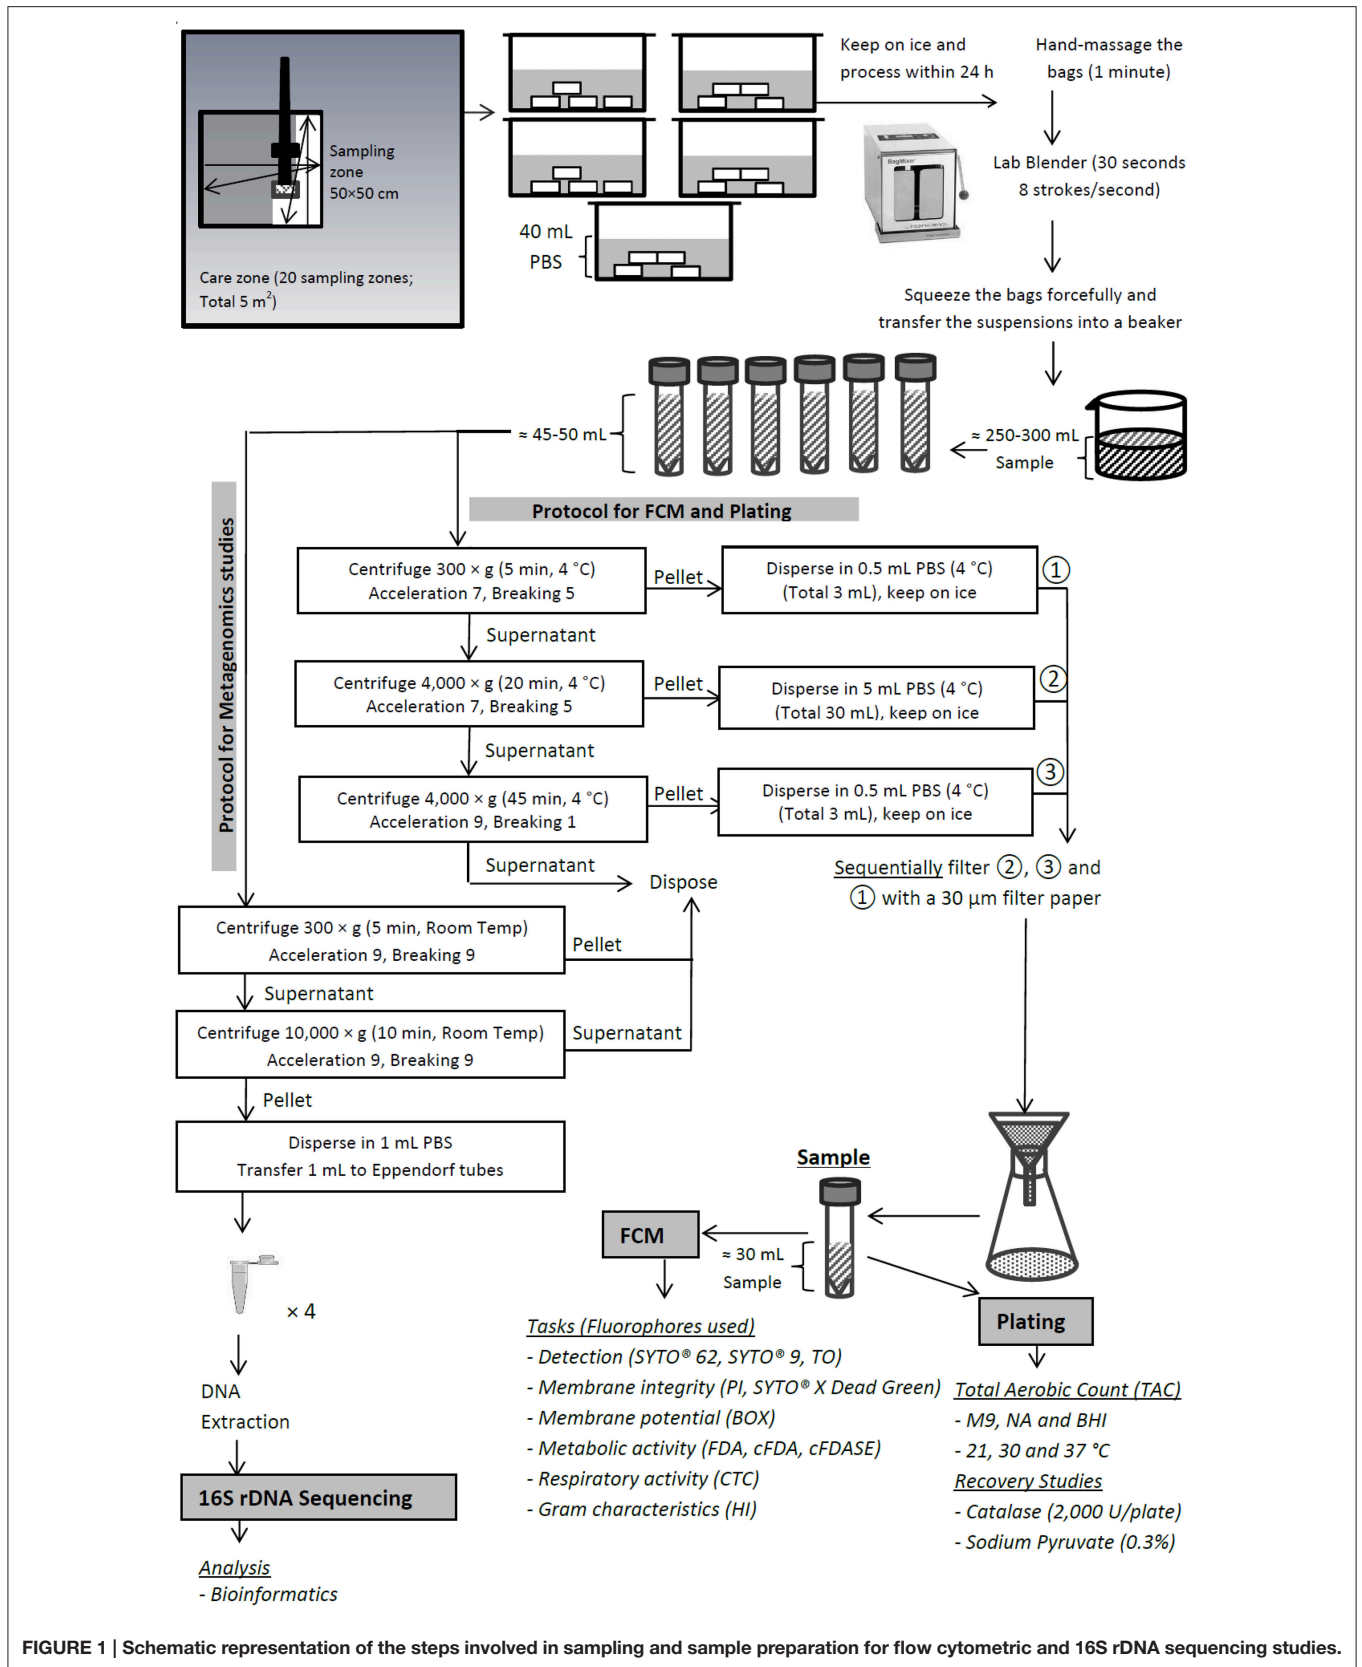 Sampling
zone
50×50 cm
Care zone (20 sampling zones;
Total 5 m²)
40 mL
PBS
Keep on ice and
process within 24 h
Hand-massage the
bags (1 minute)
BagMixer
Lab Blender (30 seconds
8 strokes/second)
Squeeze the bags forcefully and
transfer the suspensions into a beaker
≈ 45-50 mL
≈ 250-300 mL
Sample
Protocol for Metagenomics studies
Protocol for FCM and Plating
Centrifuge 300 × g (5 min, 4 °C)
Acceleration 7, Breaking 5
Pellet
Disperse in 0.5 mL PBS (4 °C)
(Total 3 mL), keep on ice
①
Supernatant
Centrifuge 4,000 × g (20 min, 4 °C)
Acceleration 7, Breaking 5
Pellet
Disperse in 5 mL PBS (4 °C)
(Total 30 mL), keep on ice
②
Supernatant
Centrifuge 4,000 × g (45 min, 4 °C)
Acceleration 9, Breaking 1
Pellet
Disperse in 0.5 mL PBS (4 °C)
(Total 3 mL), keep on ice
③
Supernatant
Dispose
Sequentially filter ②, ③ and
① with a 30 µm filter paper
Centrifuge 300 × g (5 min, Room Temp)
Acceleration 9, Breaking 9
Pellet
Supernatant
Centrifuge 10,000 × g (10 min, Room Temp)
Acceleration 9, Breaking 9
Supernatant
Pellet
Disperse in 1 mL PBS
Transfer 1 mL to Eppendorf tubes
× 4
DNA
Extraction
16S rDNA Sequencing
Analysis
- Bioinformatics
Sample
≈ 30 mL
Sample
FCM
Tasks (Fluorophores used)
- Detection (SYTO® 62, SYTO® 9, TO)
- Membrane integrity (PI, SYTO® X Dead Green)
- Membrane potential (BOX)
- Metabolic activity (FDA, cFDA, cFDASE)
- Respiratory activity (CTC)
- Gram characteristics (HI)
Plating
Total Aerobic Count (TAC)
- M9, NA and BHI
- 21, 30 and 37 °C
Recovery Studies
- Catalase (2,000 U/plate)
- Sodium Pyruvate (0.3%)
FIGURE 1 | Schematic representation of the steps involved in sampling and sample preparation for flow cytometric and 16S rDNA sequencing studies.